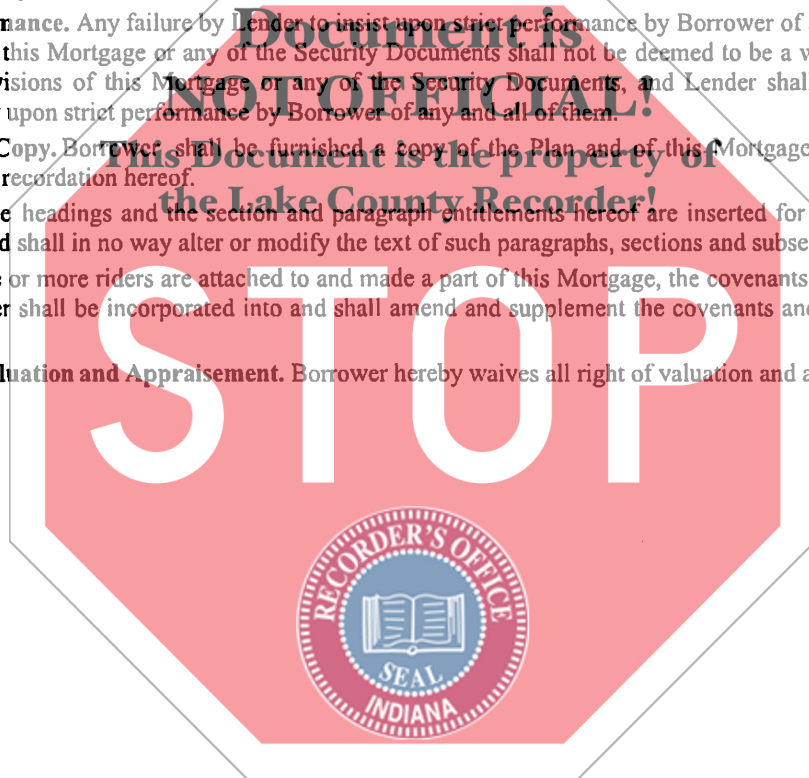 mance. Any failure by Lender to insist upon strict performance by Borrower of
this Mortgage or any of the Security Documents shall not be deemed to be a w
visions of this Mortgage or any of the Security Documents, and Lender shal
upon strict performance by Borrower of any and all of them.
Copy. Borrower shall be furnished a copy of the Plan and of this Mortgage
recordation hereof.
e headings and the section and paragraph entitlements hereof are inserted for
d shall in no way alter or modify the text of such paragraphs, sections and subse
e or more riders are attached to and made a part of this Mortgage, the covenants
er shall be incorporated into and shall amend and supplement the covenants and
luation and Appraisement. Borrower hereby waives all right of valuation and a
Document is
NOT OFFICIAL!
This Document is the property of
the Lake County Recorder!
STOP
RECORDER'S OFFICE
SEAL
INDIANA